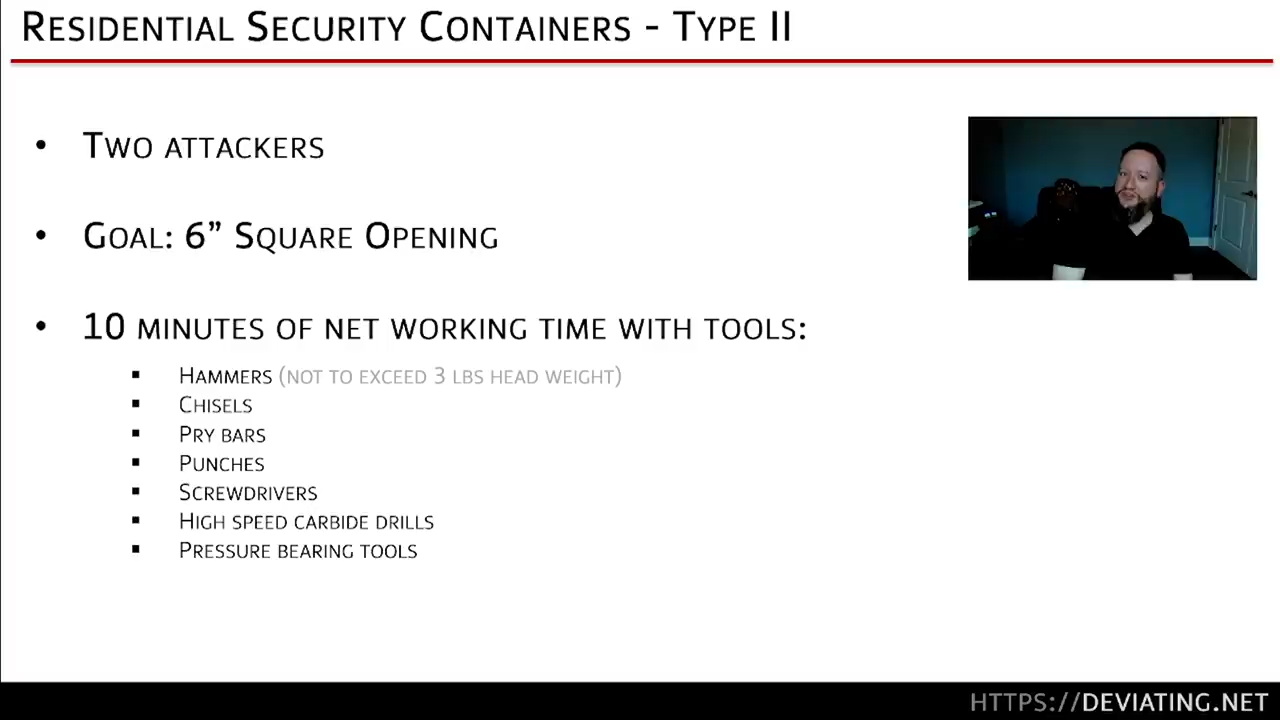 Residential Security Containers - Type II
• Two attackers
• Goal: 6” Square Opening
• 10 minutes of net working time with tools:
▪ Hammers (not to exceed 3 lbs head weight)
▪ Chisels
▪ Pry bars
▪ Punches
▪ Screwdrivers
▪ High speed carbide drills
▪ Pressure bearing tools
https://deviating.net